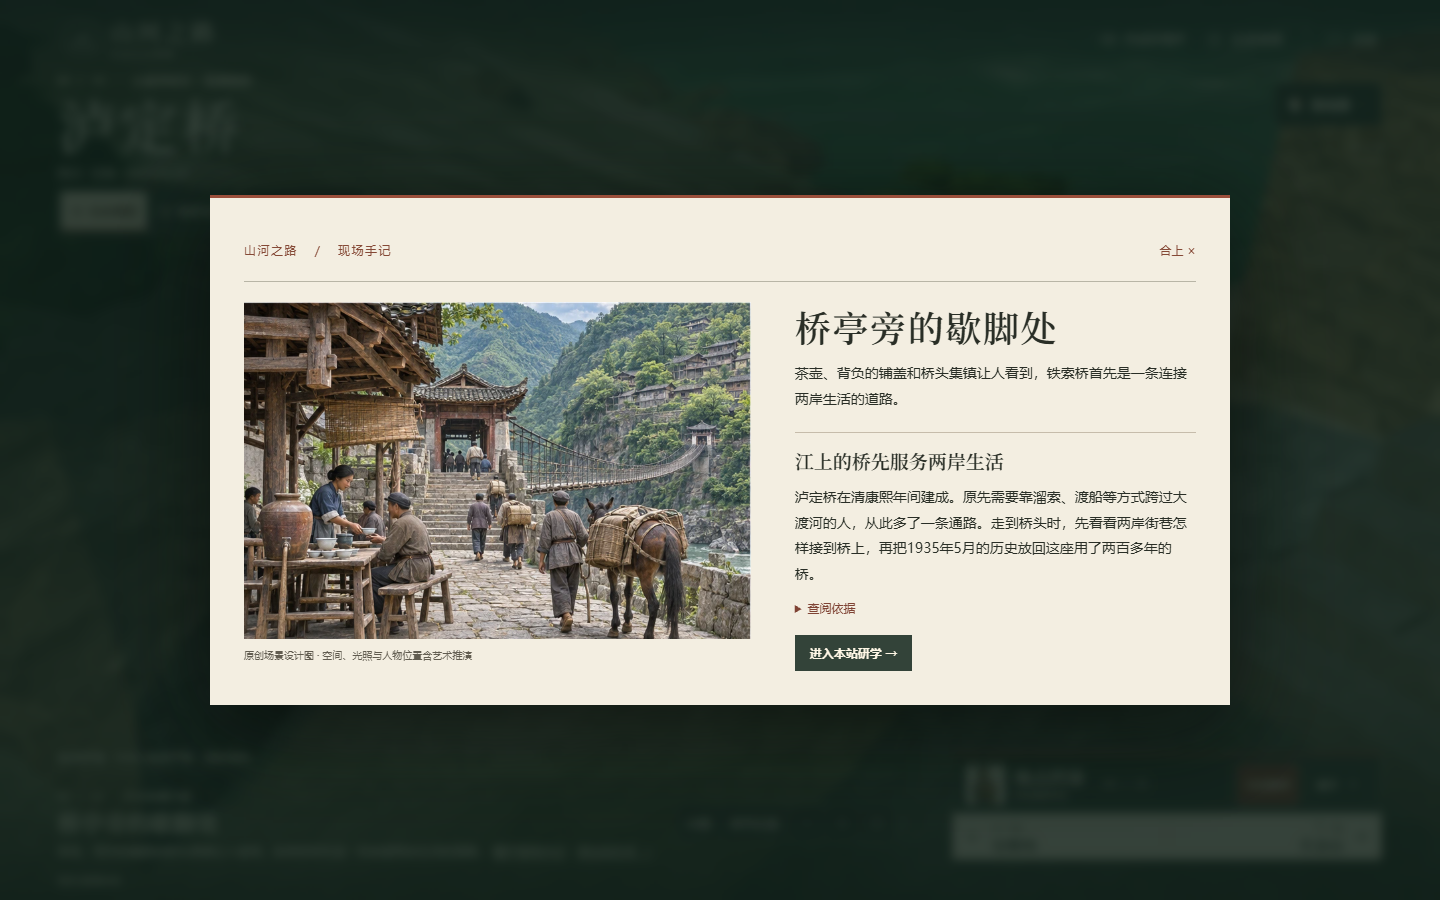 山河之路
泸定桥
山河之路 / 现场手记
合上 ×
桥亭旁的歇脚处
茶壶、背负的铺盖和桥头集镇让人看到，铁索桥首先是一条连接
两岸生活的道路。
江上的桥先服务两岸生活
泸定桥在清康熙年间建成。原先需要靠溜索、渡船等方式跨过大
渡河的人，从此多了一条通路。走到桥头时，先看看两岸街巷怎
样接到桥上，再把1935年5月的历史放回这座用了两百多年的
桥。
▶ 查阅依据
进入本站研学 →
原创场景设计图 · 空间、光照与人物位置含艺术推演